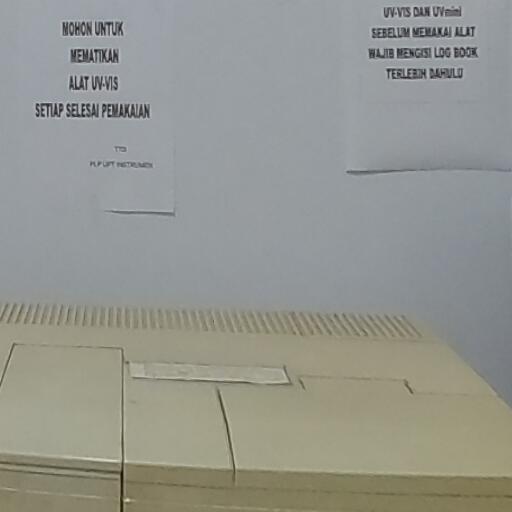 MOHON UNTUK
MEMATIKAN
ALAT UV-VIS
SETIAP SELESAI PEMAKAIAN
TTD
PLP UPT INSTRUMEN
UV-VIS DAN UVmini
SEBELUM MEMAKAI ALAT
WAJIB MENGISI LOG BOOK
TERLEBIH DAHULU